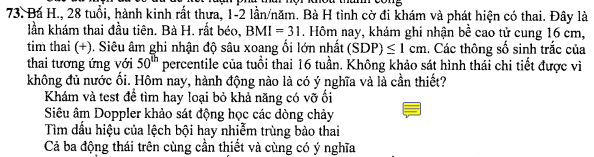 73. Bá H., 28 tuổi, hành kinh rất thưa, 1-2 lần/năm. Bà H tình cờ đi khám và phát hiện có thai. Đây là
lần khám thai đầu tiên. Bà H. rất béo, BMI = 31. Hôm nay, khám ghi nhận bề cao tử cung 16 cm,
tim thai (+). Siêu âm ghi nhận độ sâu xoang ối lớn nhất (SDP) ≤ 1 cm. Các thông số sinh trắc của
thai tương ứng với 50th percentile của tuổi thai 16 tuần. Không khảo sát hình thái chi tiết được vì
không đủ nước ối. Hôm nay, hành động nào là có ý nghĩa và là cần thiết?
Khám và test để tìm hay loại bỏ khả năng có vỡ ối
Siêu âm Doppler khảo sát động học các dòng chảy
Tìm dấu hiệu của lệch bội hay nhiễm trùng bào thai
Cả ba động thái trên cùng cần thiết và cùng có ý nghĩa